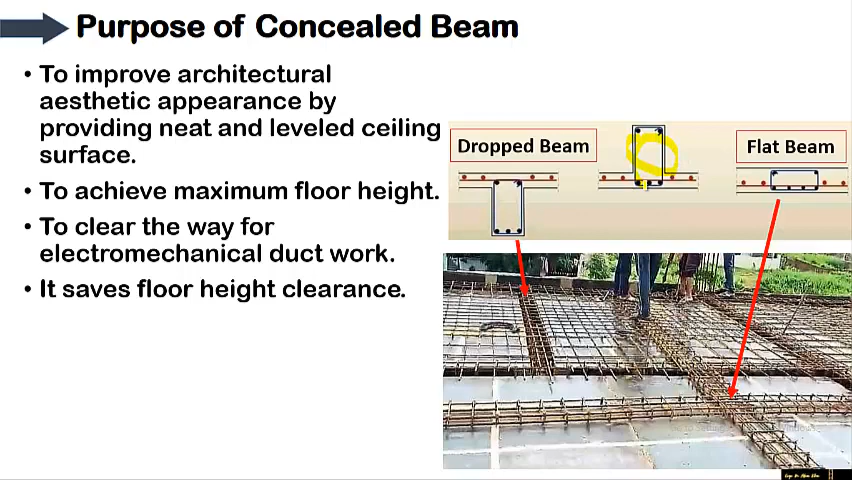 Purpose of Concealed Beam
• To improve architectural
aesthetic appearance by
providing neat and leveled ceiling
surface.
• To achieve maximum floor height.
• To clear the way for
electromechanical duct work.
• It saves floor height clearance.
Dropped Beam
Flat Beam